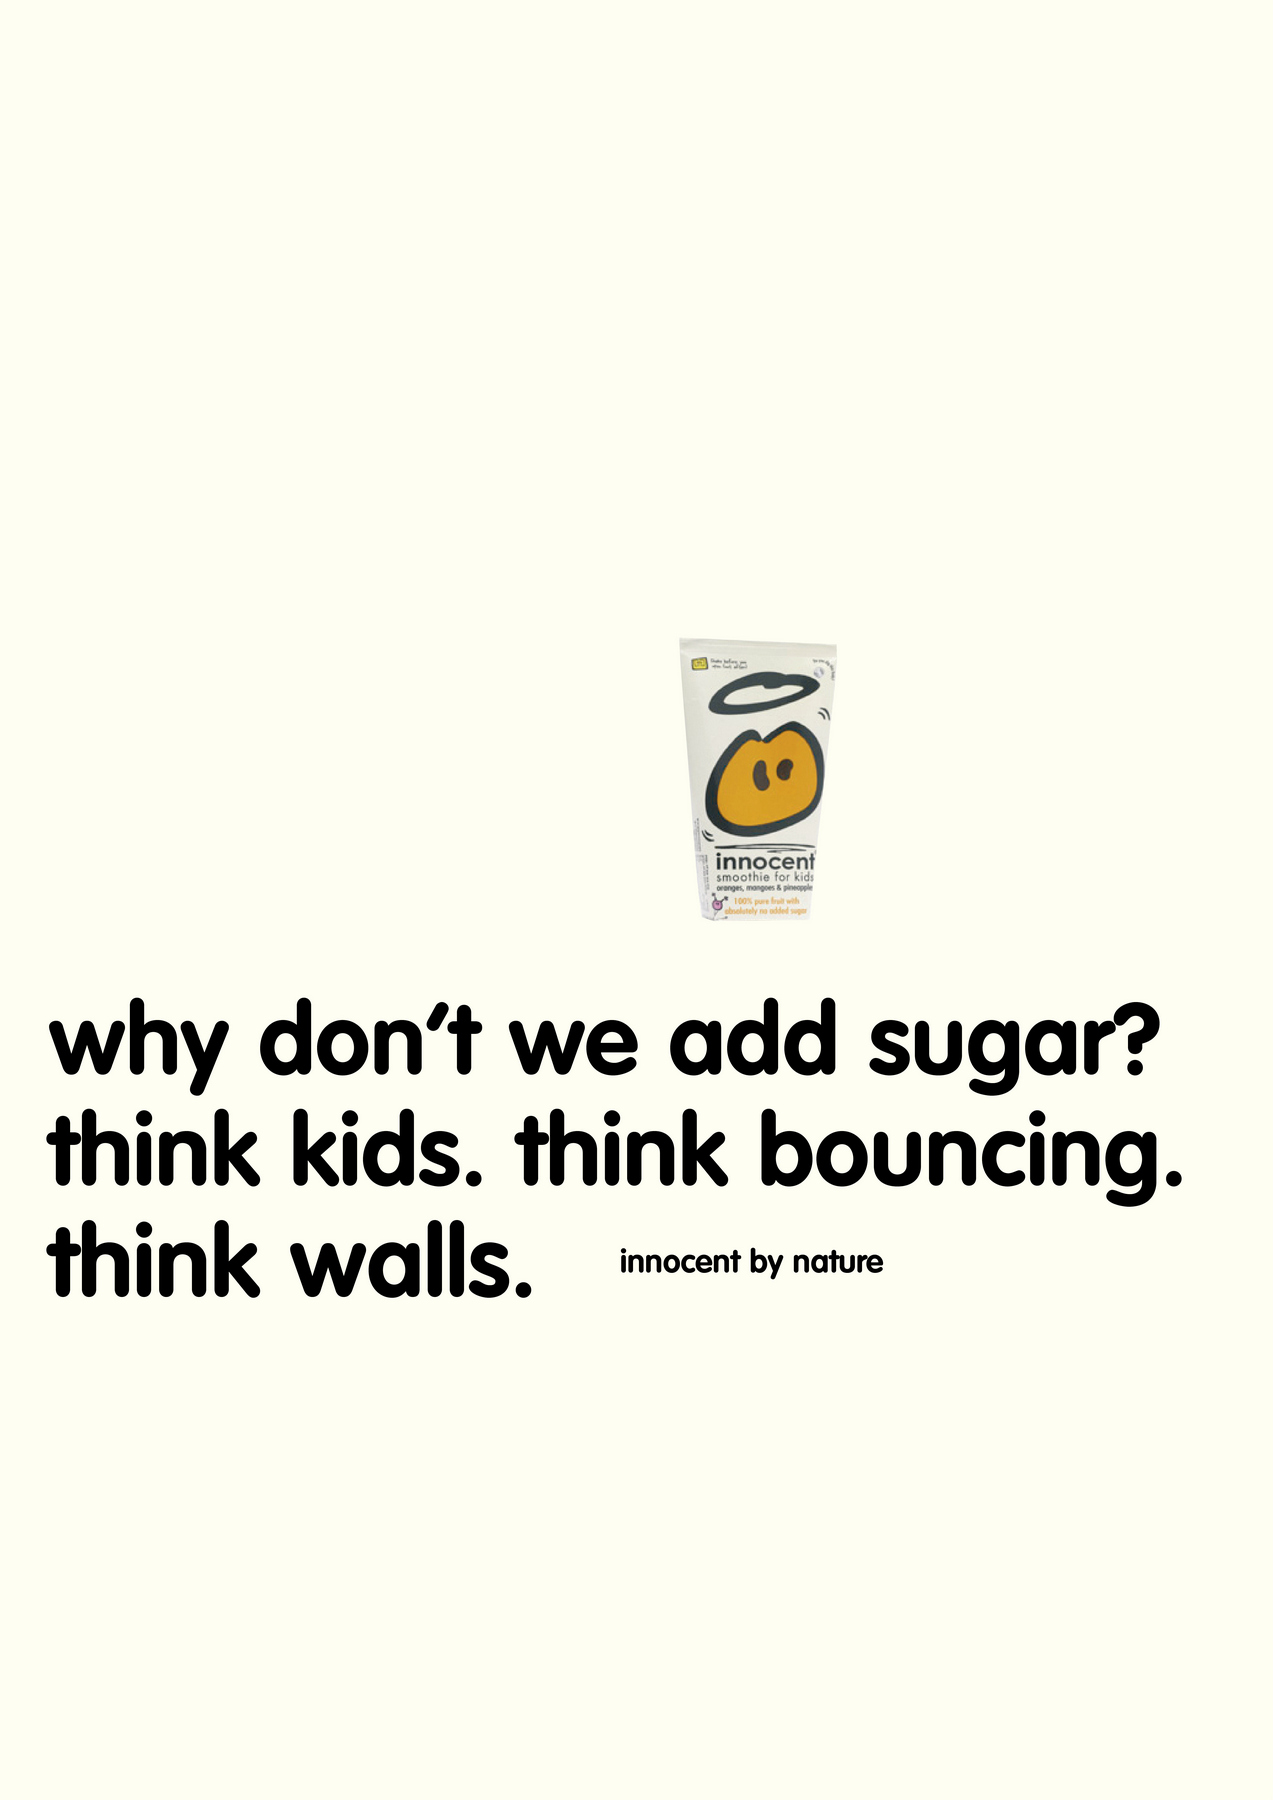 innocent
smoothie for kids
oranges, mangoes & pineapple
100% pure fruit with
absolutely no added sugar
why don't we add sugar?
think kids. think bouncing.
think walls.
innocent by nature